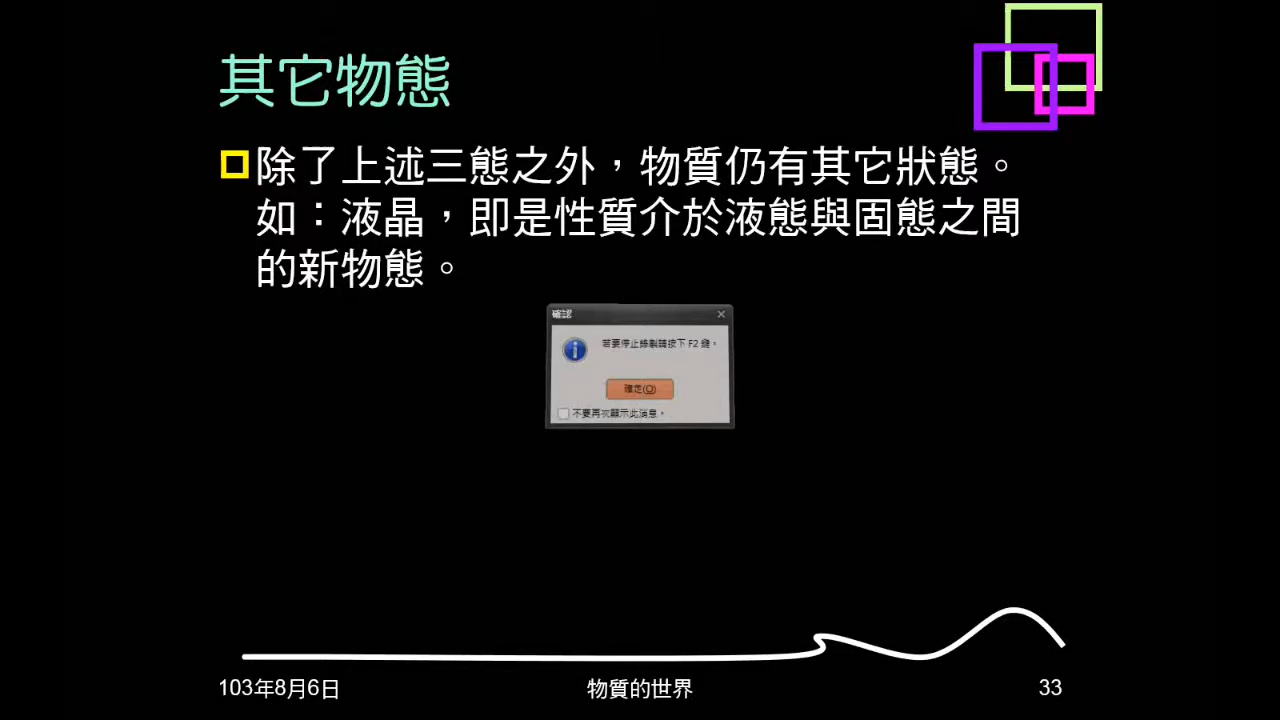 其它物態
除了上述三態之外，物質仍有其它狀態。
如：液晶，即是性質介於液態與固態之間
的新物態。
確認
若要停止錄製請按下 F2 鍵。
確定(O)
不要再次顯示此消息。
103年8月6日
物質的世界
33